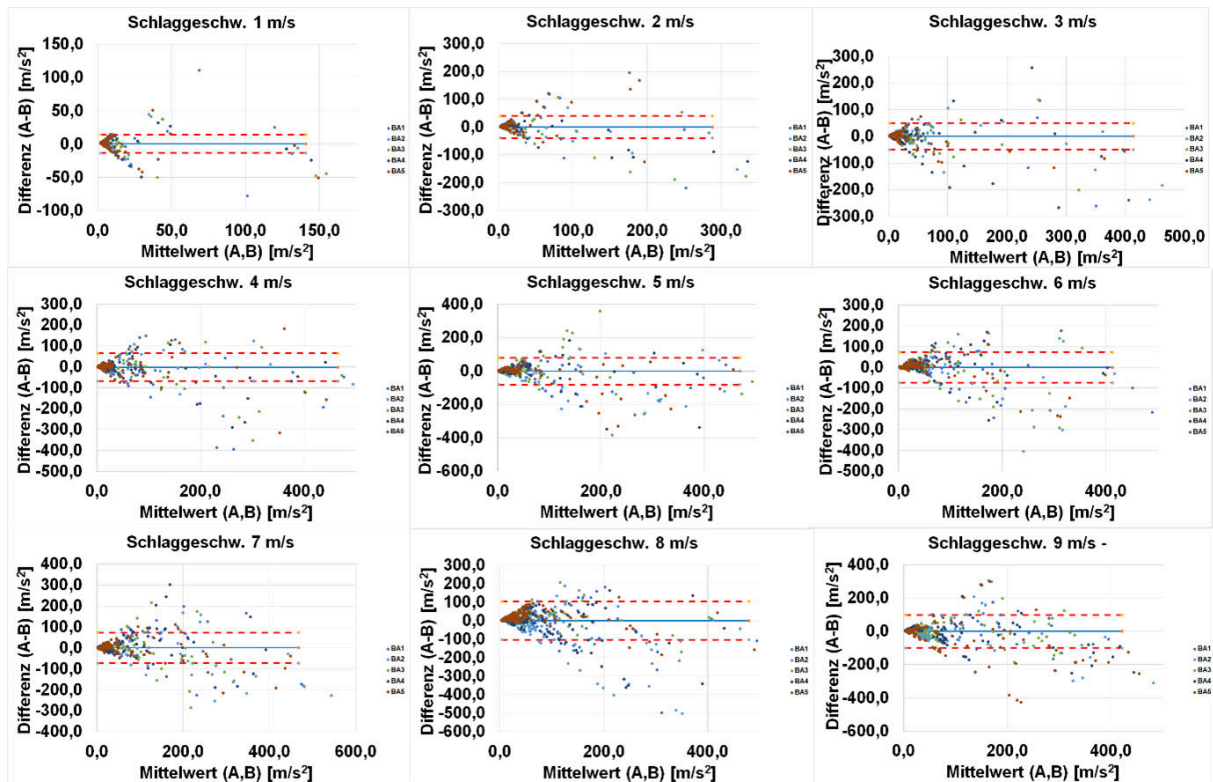 Schlaggeschw. 1 m/s
Differenz (A-B) [m/s²]
150,0
100,0
50,0
0,0
-50,0
-100,0
0,0 50,0 100,0 150,0
Mittelwert (A,B) [m/s²]
BA1
BA2
BA3
BA4
BA5
Schlaggeschw. 2 m/s
Differenz (A-B) [m/s²]
300,0
200,0
100,0
0,0
-100,0
-200,0
-300,0
0,0 100,0 200,0 300,0
Mittelwert (A,B) [m/s²]
BA1
BA2
BA3
BA4
BA5
Schlaggeschw. 3 m/s
Differenz (A-B) [m/s²]
300,0
200,0
100,0
0,0
-100,0
-200,0
-300,0
0,0 100,0 200,0 300,0 400,0 500,0
Mittelwert (A,B) [m/s²]
BA1
BA2
BA3
BA4
BA5
Schlaggeschw. 4 m/s
Differenz (A-B) [m/s²]
300,0
200,0
100,0
0,0
-100,0
-200,0
-300,0
-400,0
-500,0
0,0 200,0 400,0
Mittelwert (A,B) [m/s²]
BA1
BA2
BA3
BA4
BA5
Schlaggeschw. 5 m/s
Differenz (A-B) [m/s²]
400,0
200,0
0,0
-200,0
-400,0
-600,0
0,0 200,0 400,0
Mittelwert (A,B) [m/s²]
BA1
BA2
BA3
BA4
BA5
Schlaggeschw. 6 m/s
Differenz (A-B) [m/s²]
300,0
200,0
100,0
0,0
-100,0
-200,0
-300,0
-400,0
-500,0
0,0 200,0 400,0
Mittelwert (A,B) [m/s²]
BA1
BA2
BA3
BA4
BA5
Schlaggeschw. 7 m/s
Differenz (A-B) [m/s²]
400,0
300,0
200,0
100,0
0,0
-100,0
-200,0
-300,0
-400,0
0,0 200,0 400,0 600,0
Mittelwert (A,B) [m/s²]
BA1
BA2
BA3
BA4
BA5
Schlaggeschw. 8 m/s
Differenz (A-B) [m/s²]
300,0
200,0
100,0
0,0
-100,0
-200,0
-300,0
-400,0
-500,0
-600,0
0,0 200,0 400,0
Mittelwert (A,B) [m/s²]
BA1
BA2
BA3
BA4
BA5
Schlaggeschw. 9 m/s -
Differenz (A-B) [m/s²]
400,0
200,0
0,0
-200,0
-400,0
-600,0
0,0 200,0 400,0
Mittelwert (A,B) [m/s²]
BA1
BA2
BA3
BA4
BA5